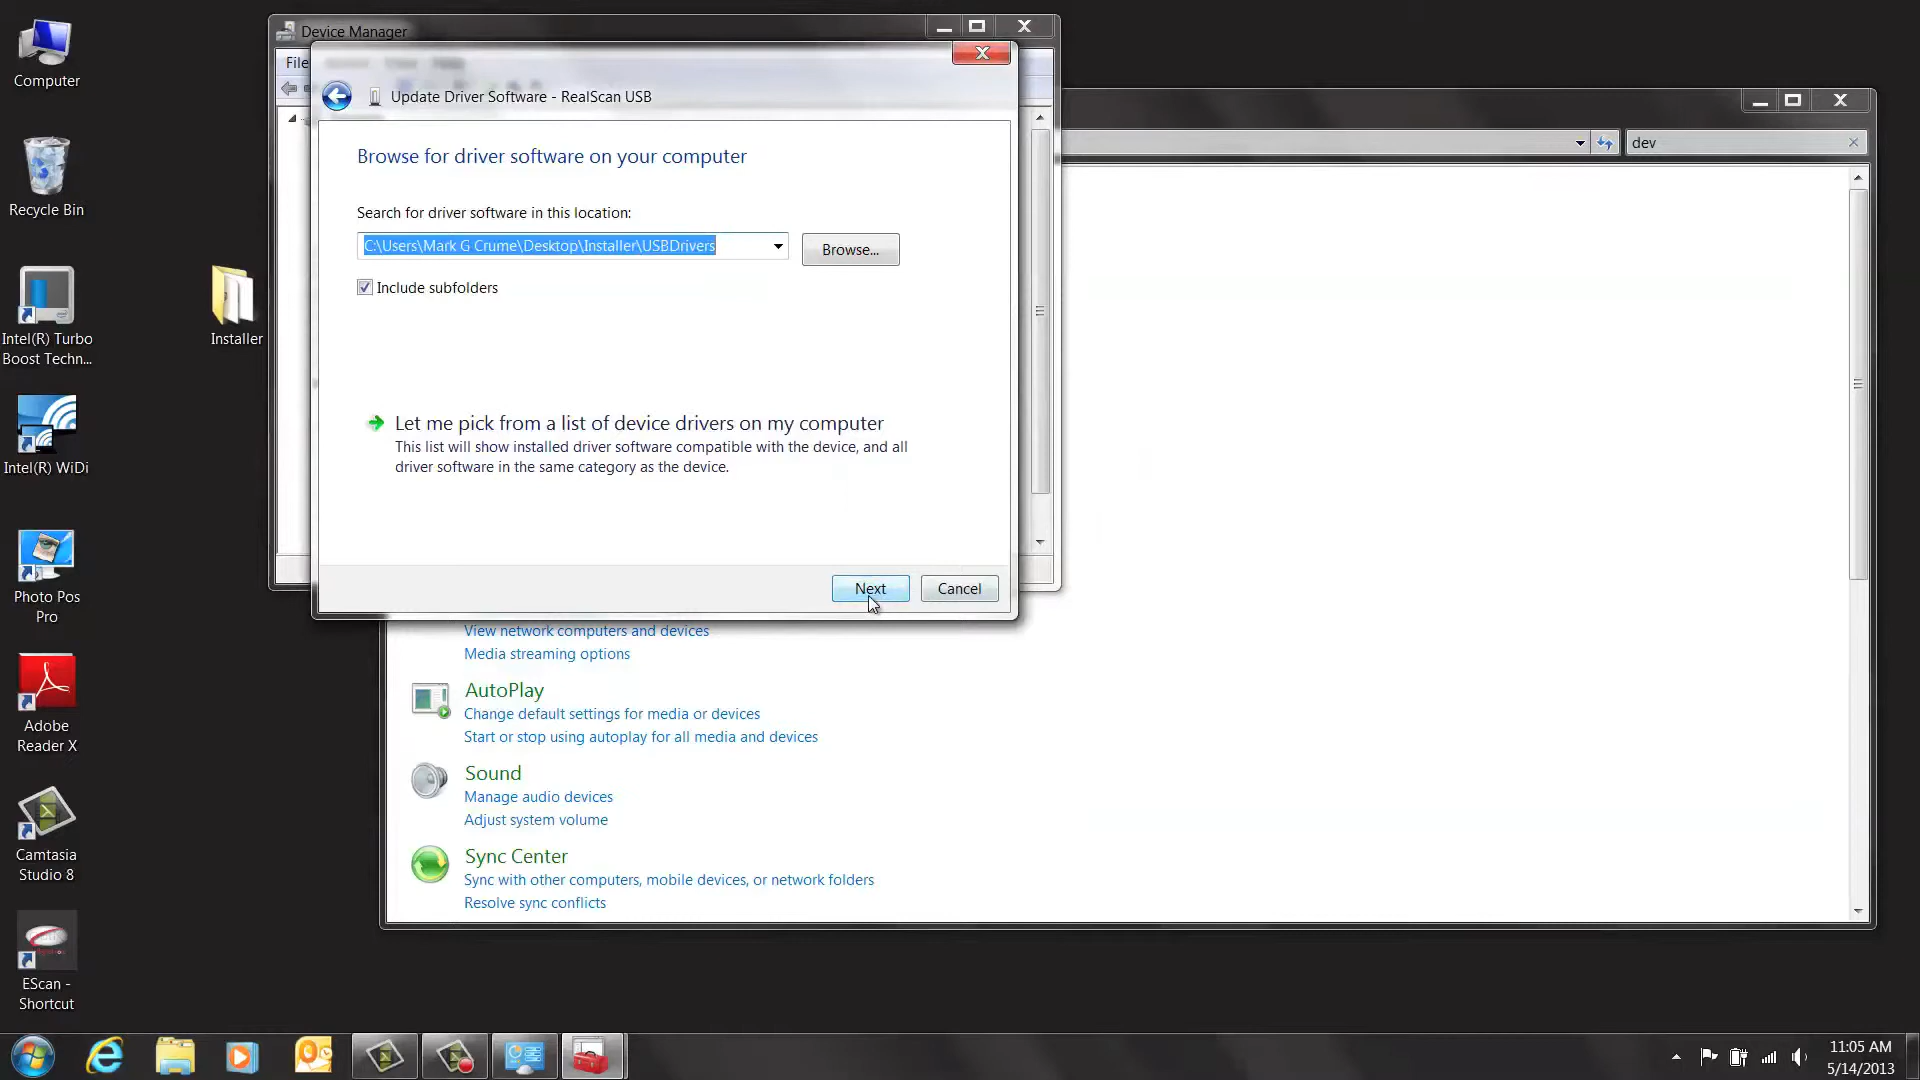 Computer
Recycle Bin
Intel(R) Turbo
Boost Techn...
Installer
Intel(R) WiDi
Photo Pos
Pro
Adobe
Reader X
Camtasia
Studio 8
EScan -
Shortcut
Device Manager
File
Update Driver Software - RealScan USB
Browse for driver software on your computer
Search for driver software in this location:
C:\Users\Mark G Crume\Desktop\Installer\USBDrivers
Browse...
Include subfolders
Let me pick from a list of device drivers on my computer
This list will show installed driver software compatible with the device, and all
driver software in the same category as the device.
Next
Cancel
dev
View network computers and devices
Media streaming options
AutoPlay
Change default settings for media or devices
Start or stop using autoplay for all media and devices
Sound
Manage audio devices
Adjust system volume
Sync Center
Sync with other computers, mobile devices, or network folders
Resolve sync conflicts
11:05 AM
5/14/2013